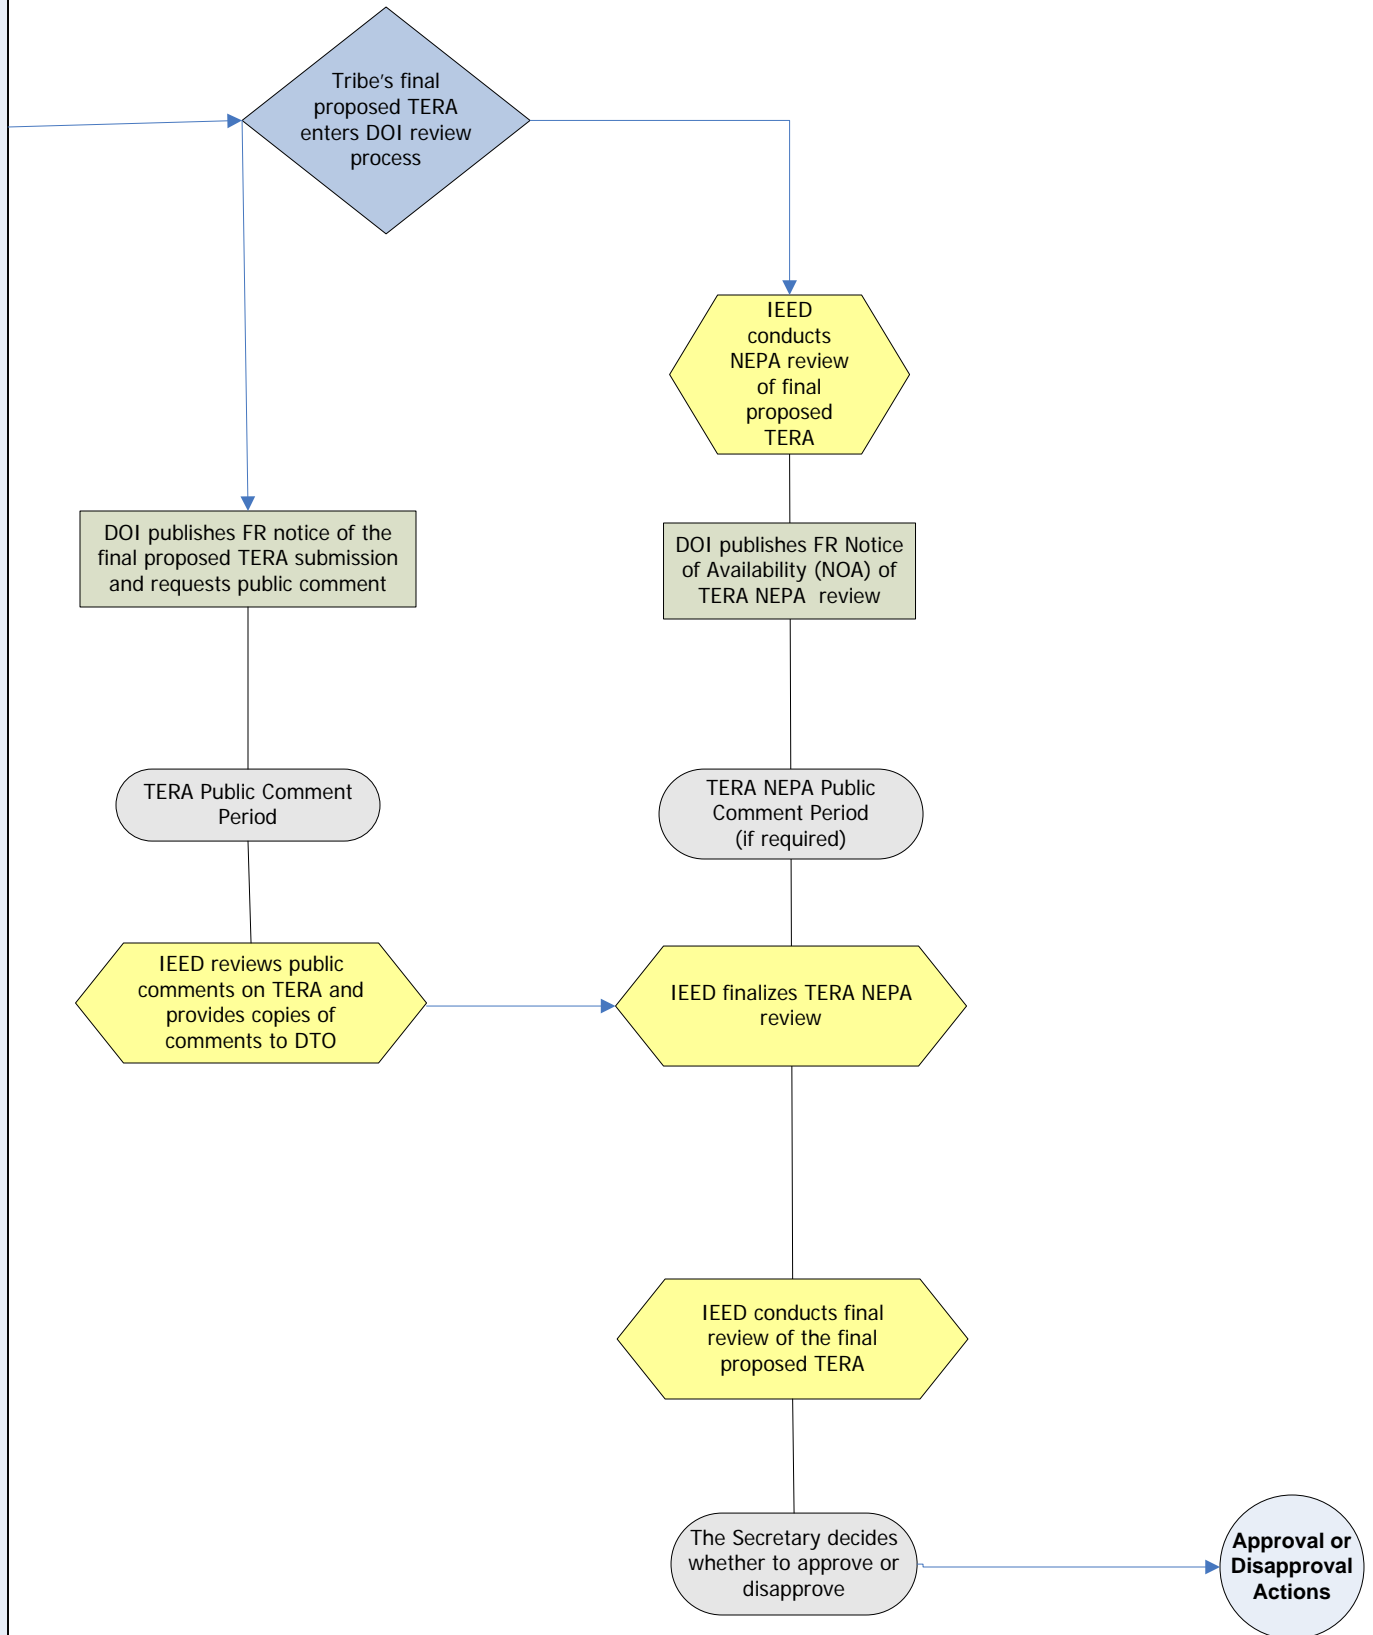 Tribe's final
proposed TERA
enters DOI review
process
IEED
conducts
NEPA review
of final
proposed
TERA
DOI publishes FR notice of the
final proposed TERA submission
and requests public comment
DOI publishes FR Notice
of Availability (NOA) of
TERA NEPA  review
TERA Public Comment
Period
TERA NEPA Public
Comment Period
(if required)
IEED reviews public
comments on TERA and
provides copies of
comments to DTO
IEED finalizes TERA NEPA
review
IEED conducts final
review of the final
proposed TERA
The Secretary decides
whether to approve or
disapprove
Approval or
Disapproval
Actions